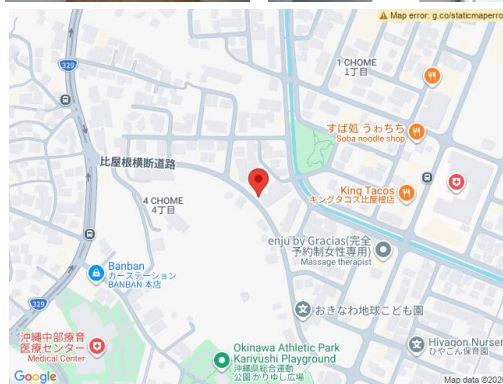 Map error: g.co/staticmaperro
329
1 CHOME
1丁目
すば処 うゎちち
Soba noodle shop
比屋根横断道路
King Tacos
キングタコス比屋根店
4 CHOME
4丁目
enju by Gracias(完全
予約制女性専用)
Massage therapist
Banban
カーステーション
BANBAN 本店
329
おきなわ地球こども園
沖縄中部療育
医療センター
Medical Center
Okinawa Athletic Park
Kariyushi Playground
沖縄県総合運動
公園 かりゆし広場
Hivagon Nurser
ひやごん保育園
Google
Map data ©202